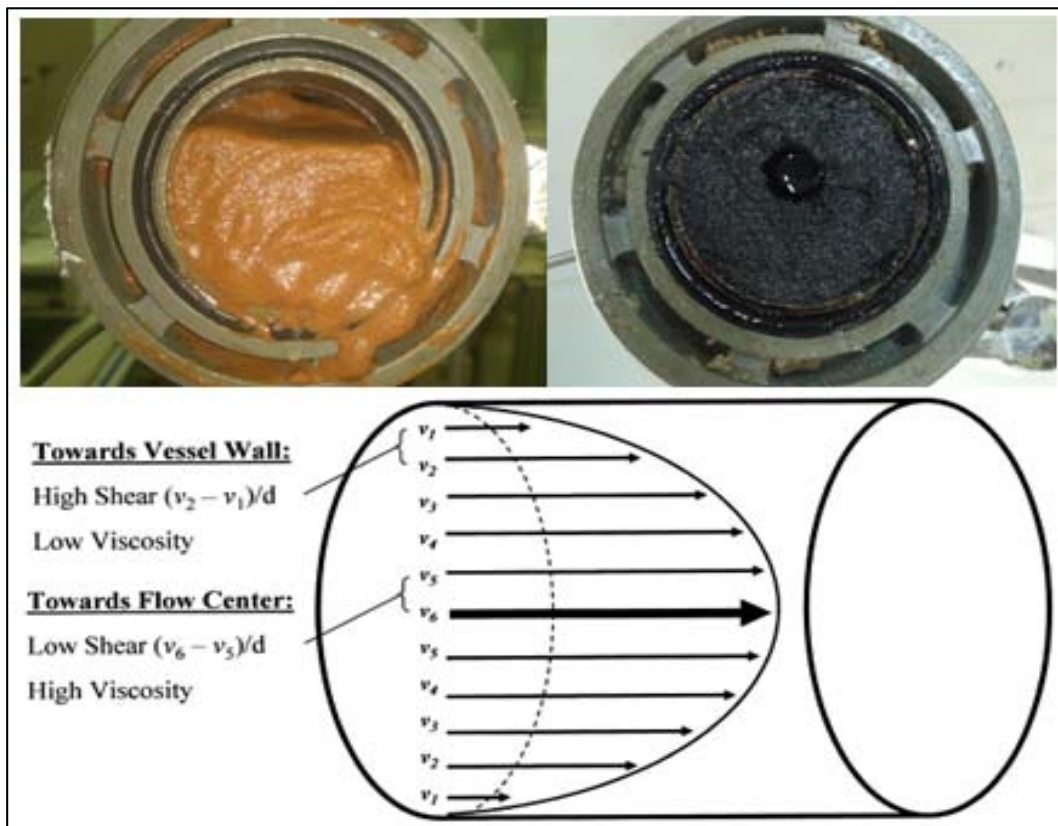 Towards Vessel Wall:
High Shear (v₂ – v₁)/d
Low Viscosity
Towards Flow Center:
Low Shear (v₆ – v₅)/d
High Viscosity
v₁
v₂
v₃
v₄
v₅
v₆
v₅
v₄
v₃
v₂
v₁